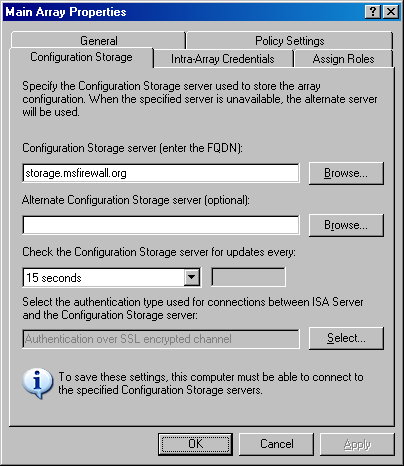 Main Array Properties
General
Policy Settings
Configuration Storage
Intra-Array Credentials
Assign Roles
Specify the Configuration Storage server used to store the array
configuration. When the specified server is unavailable, the alternate server
will be used.
Configuration Storage server (enter the FQDN):
storage.msfirewall.org
Browse...
Alternate Configuration Storage server (optional):
Browse...
Check the Configuration Storage server for updates every:
15 seconds
Select the authentication type used for connections between ISA Server
and the Configuration Storage server:
Authentication over SSL encrypted channel
Select...
To save these settings, this computer must be able to connect to
the specified Configuration Storage servers.
OK
Cancel
Apply